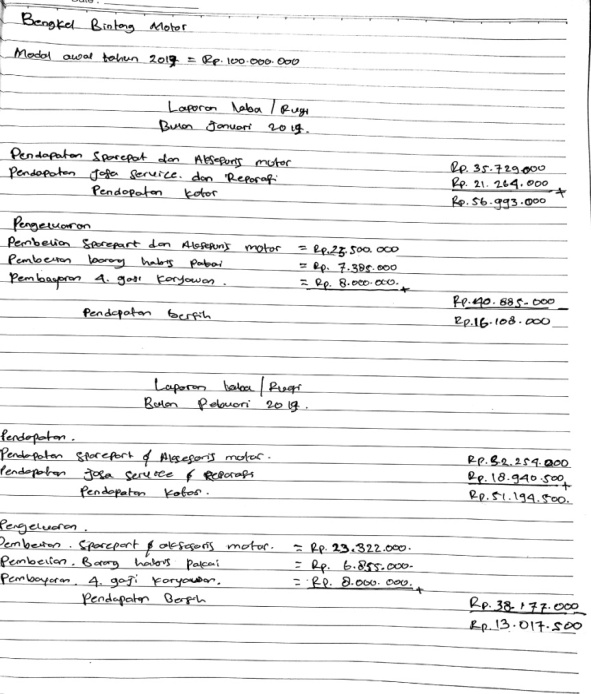 Bengkel Bintang Motor
Modal awal tahun 2019 = Rp. 100.000.000
Laporan Laba / Rugi
Bulan Januari 2019.
Pendapatan Sparepat dan Aksesoris motor Rp. 35.729.000
Pendapatan jasa service dan Reparasi Rp. 21.264.000 +
Pendapatan kotor Rp. 56.993.000
Pengeluaran
Pembelian Sparepart dan Aksesoris motor = Rp. 25.500.000
Pembelian barang habis pakai = Rp. 7.385.000
Pembayaran 4. gaji karyawan. = Rp. 8.000.000. +
Rp. 40.885.000
Pendapatan bersih Rp. 16.108.000
Laporan laba / Rugi
Bulan Pebuari 2019.
Pendapatan.
Pendapatan Sparepart & Aksesoris motor. Rp. 32.254.000
Pendapatan jasa service & Reparasi Rp. 18.940.500 +
Pendapatan kotor. Rp. 51.194.500.
Pengeluaran.
Pembelian. Sparepart & aksesoris motor. = Rp. 23.322.000.
Pembelian. Barang habis pakai = Rp. 6.855.000.
Pembayaran. 4. gaji karyawan. = Rp. 8.000.000. +
Rp. 38.177.000
Pendapatan Bersih Rp. 13.017.500